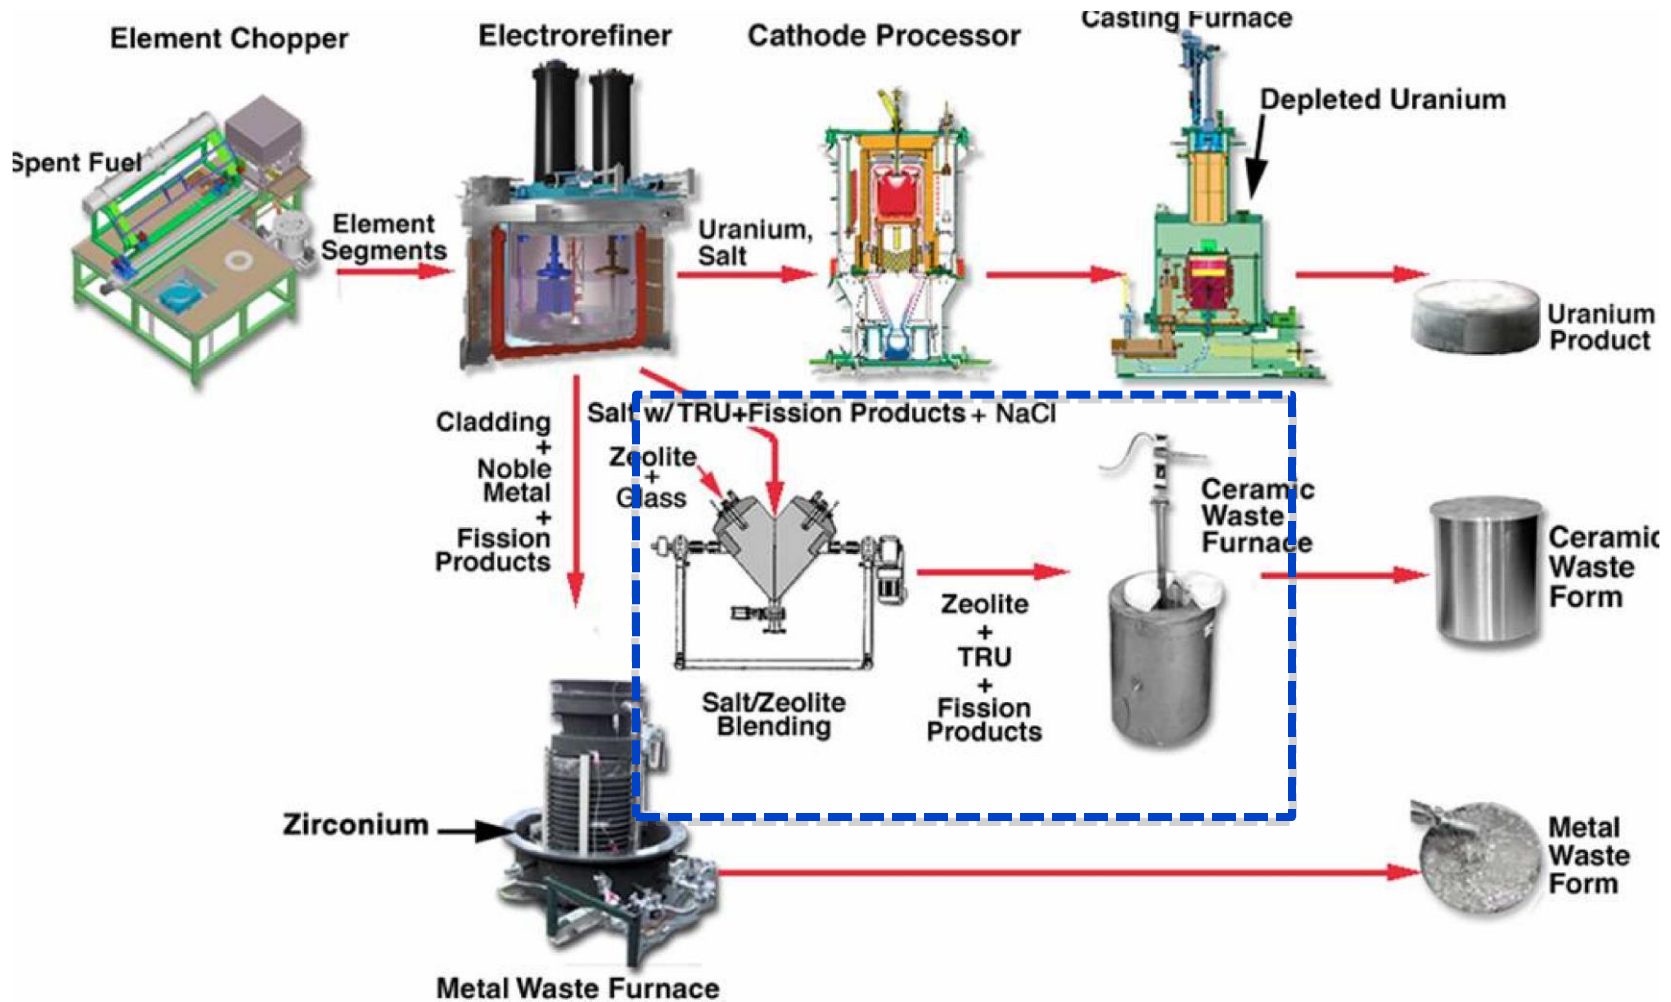 Element Chopper
Electrorefiner
Cathode Processor
Casting Furnace
Depleted Uranium
Spent Fuel
Element
Segments
Uranium,
Salt
Uranium
Product
Cladding
+
Noble
Metal
+
Fission
Products
Salt w/ TRU+Fission Products + NaCl
Zeolite
+
Glass
Salt/Zeolite
Blending
Zeolite
+
TRU
+
Fission
Products
Ceramic
Waste
Furnace
Ceramic
Waste
Form
Zirconium
Metal Waste Furnace
Metal
Waste
Form